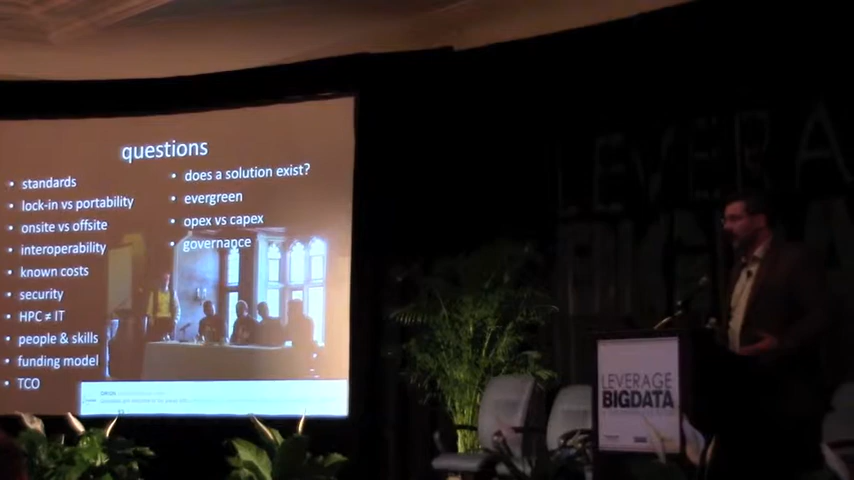 questions
• standards
• lock-in vs portability
• onsite vs offsite
• interoperability
• known costs
• security
• HPC ≠ IT
• people & skills
• funding model
• TCO
• does a solution exist?
• evergreen
• opex vs capex
• governance
LEVERAGE
BIGDATA
LEVERA